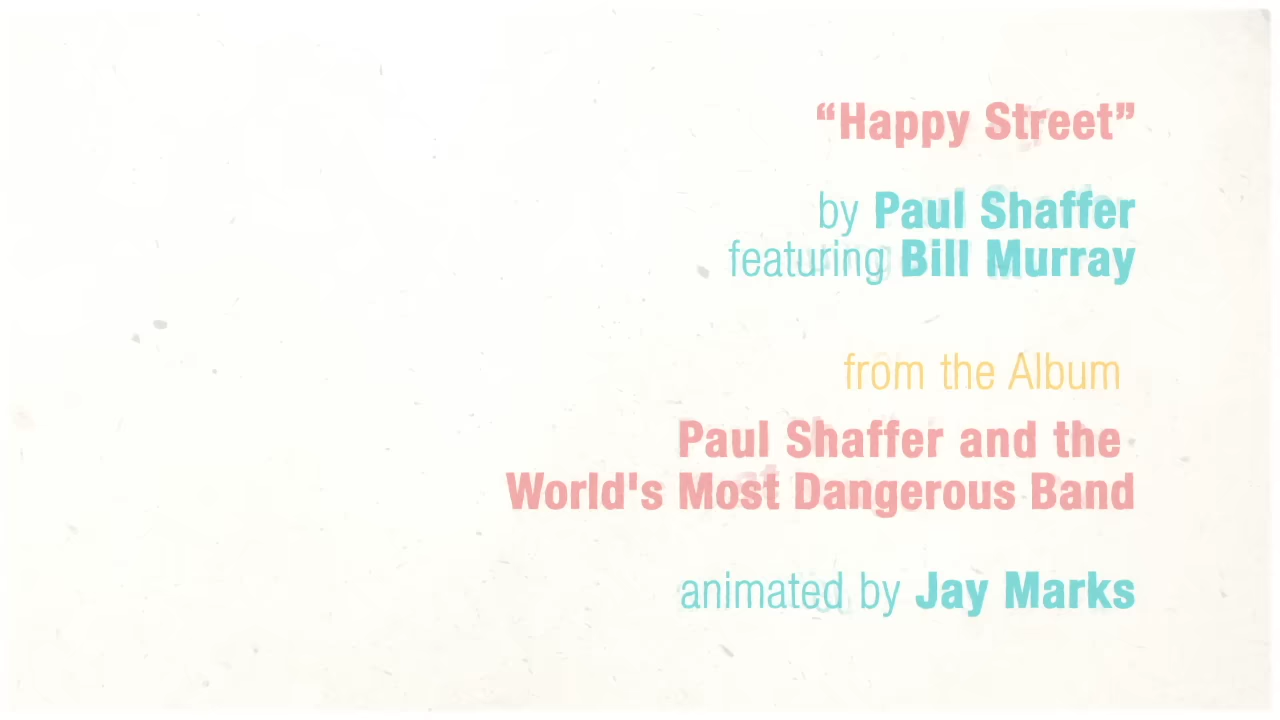 “Happy Street”
by Paul Shaffer
featuring Bill Murray
from the Album
Paul Shaffer and the
World's Most Dangerous Band
animated by Jay Marks